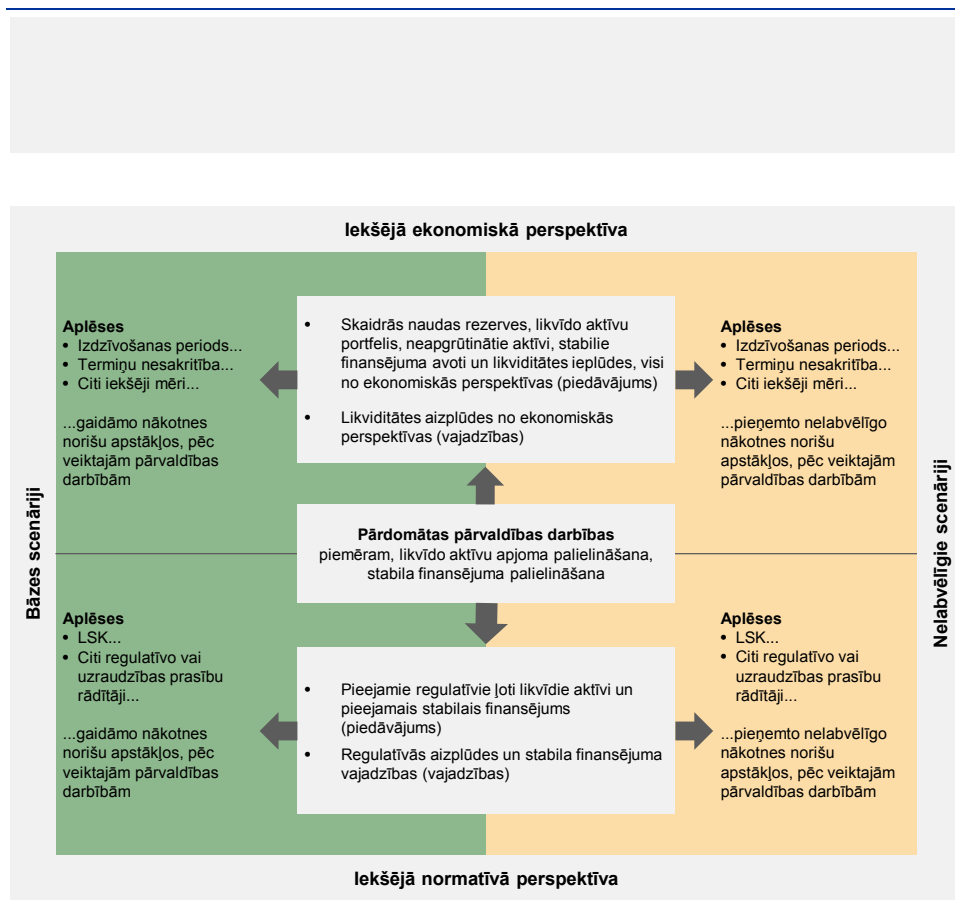 Iekšējā ekonomiskā perspektīva
Bāzes scenāriji
Aplēses
• Izdzīvošanas periods...
• Termiņu nesakritība...
• Citi iekšēji mēri...
...gaidāmo nākotnes
norišu apstākļos, pēc
veiktajām pārvaldības
darbībām
• Skaidrās naudas rezerves, likvīdo aktīvu
portfelis, neapgrūtinātie aktīvi, stabilie
finansējuma avoti un likviditātes ieplūdes, visi
no ekonomiskās perspektīvas (piedāvājums)
• Likviditātes aizplūdes no ekonomiskās
perspektīvas (vajadzības)
Aplēses
• Izdzīvošanas periods...
• Termiņu nesakritība...
• Citi iekšēji mēri...
...pieņemto nelabvēlīgo
nākotnes norišu
apstākļos, pēc veiktajām
pārvaldības darbībām
Pārdomātas pārvaldības darbības
piemēram, likvīdo aktīvu apjoma palielināšana,
stabila finansējuma palielināšana
Aplēses
• LSK...
• Citi regulatīvo vai
uzraudzības prasību
rādītāji...
...gaidāmo nākotnes
norišu apstākļos, pēc
veiktajām pārvaldības
darbībām
• Pieejamie regulatīvie ļoti likvīdie aktīvi un
pieejamais stabilais finansējums
(piedāvājums)
• Regulatīvās aizplūdes un stabila finansējuma
vajadzības (vajadzības)
Aplēses
• LSK...
• Citi regulatīvo vai
uzraudzības prasību
rādītāji...
...pieņemto nelabvēlīgo
nākotnes norišu
apstākļos, pēc veiktajām
pārvaldības darbībām
Nelabvēlīgie scenāriji
Iekšējā normatīvā perspektīva